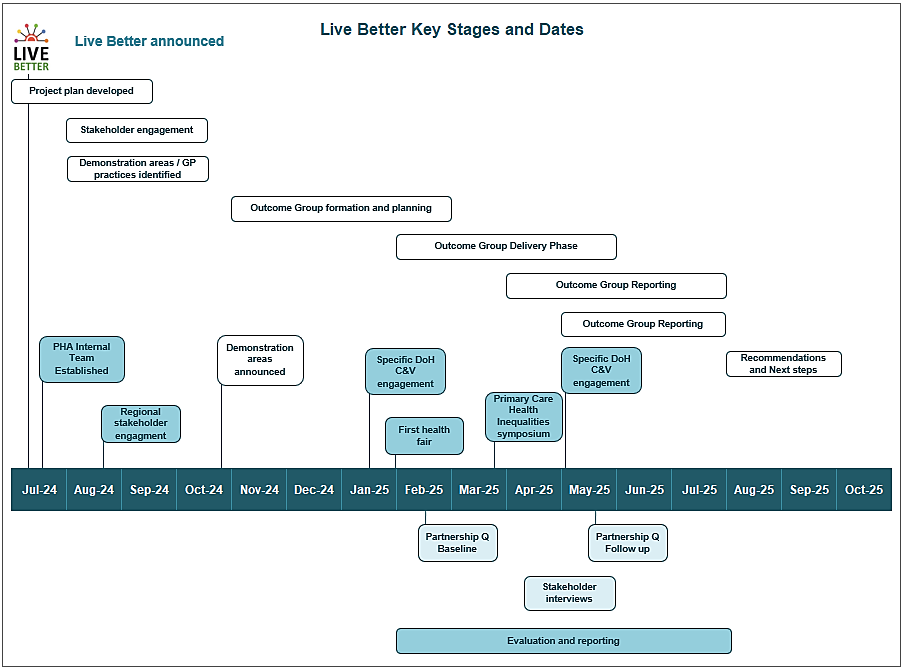 Live Better Key Stages and Dates
LIVE
BETTER
Live Better announced
Project plan developed
Stakeholder engagement
Demonstration areas / GP
practices identified
Outcome Group formation and planning
Outcome Group Delivery Phase
Outcome Group Reporting
Outcome Group Reporting
PHA Internal
Team
Established
Demonstration
areas
announced
Specific DoH
C&V
engagement
Specific DoH
C&V
engagement
Recommendations
and Next steps
Regional
stakeholder
engagment
First health
fair
Primary Care
Health
Inequalities
symposium
Jul-24 Aug-24 Sep-24 Oct-24 Nov-24 Dec-24 Jan-25 Feb-25 Mar-25 Apr-25 May-25 Jun-25 Jul-25 Aug-25 Sep-25 Oct-25
Partnership Q
Baseline
Partnership Q
Follow up
Stakeholder
interviews
Evaluation and reporting